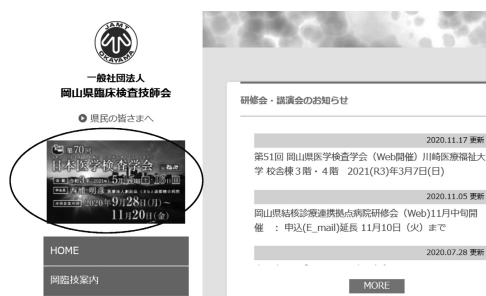 JAMT
OKAYAMA
一般社団法人
岡山県臨床検査技師会
県民の皆さまへ
第70回
日本医学検査学会
2020年9月28日(月)～
11月20日(金)
HOME
岡臨技案内
研修会・講演会のお知らせ
2020.11.17 更新
第51回 岡山県医学検査学会（Web開催）川崎医療福祉大
学 校舎棟３階・４階　2021(R3)年3月7日(日)
2020.11.05 更新
岡山県結核診療連携拠点病院研修会（Web)11月中旬開
催　：　申込(E_mail)延長 11月10日（火）まで
2020.07.28 更新
MORE